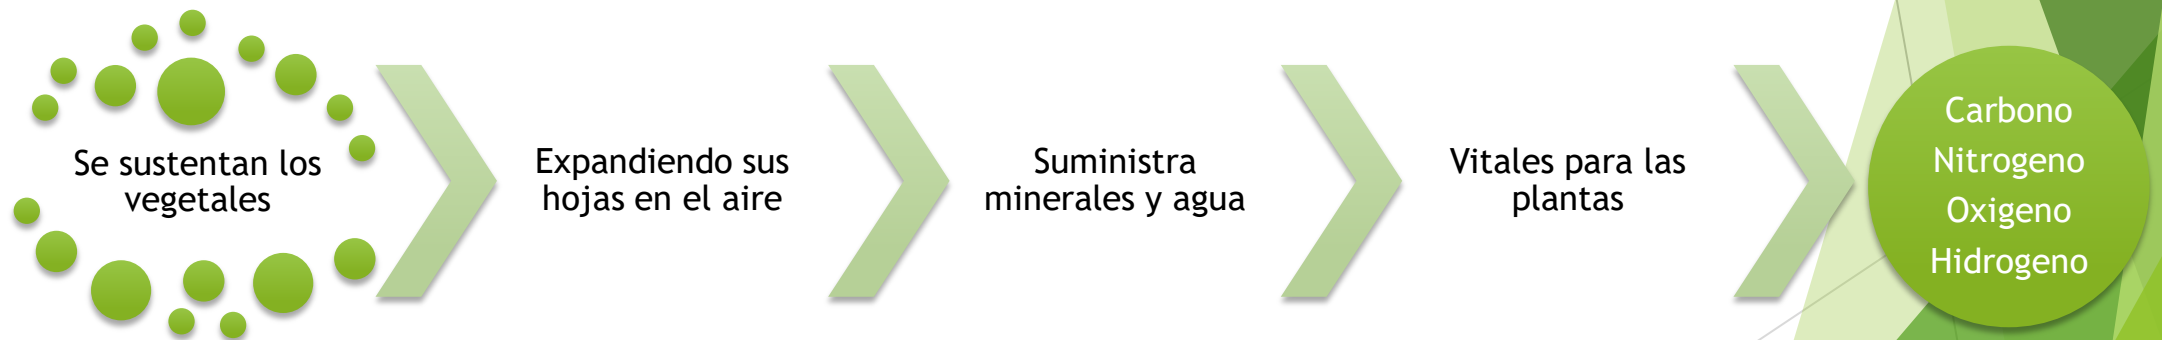 Se sustentan los
vegetales
Expandiendo sus
hojas en el aire
Suministra
minerales y agua
Vitales para las
plantas
Carbono
Nitrogeno
Oxigeno
Hidrogeno